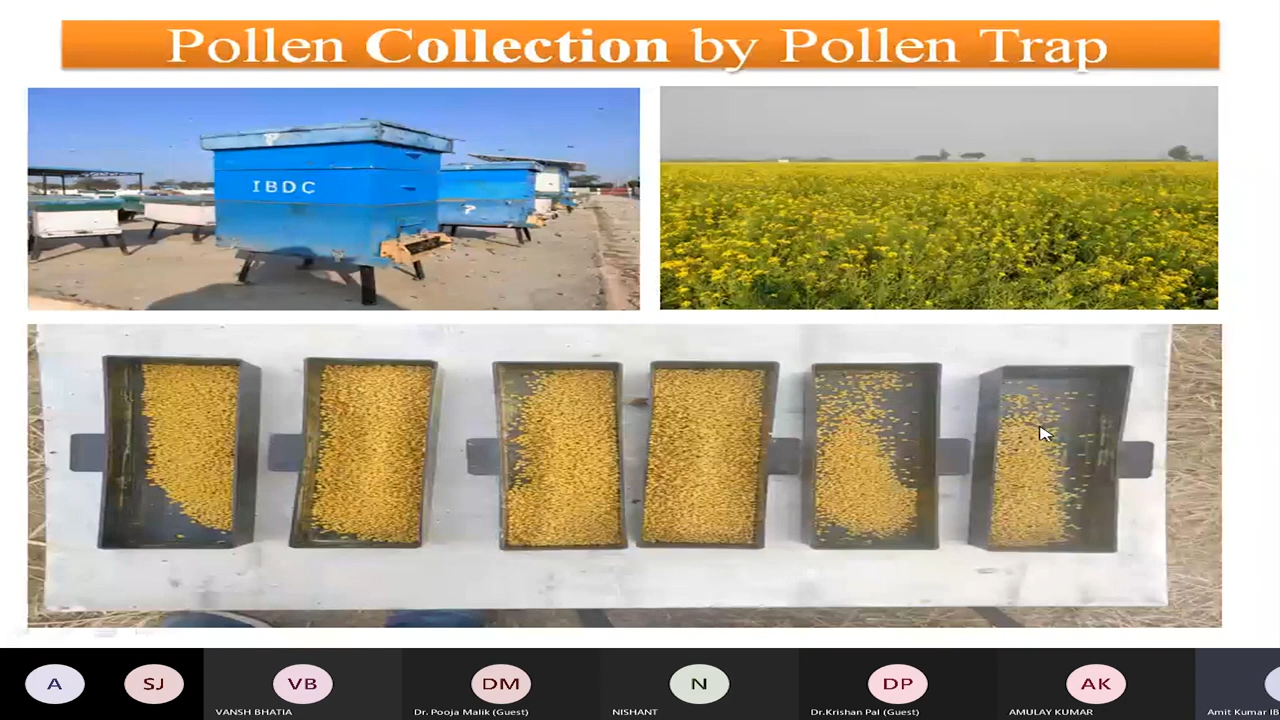 Pollen Collection by Pollen Trap
P
IBDC
P
A
SJ
VB
DM
N
DP
AK
VANSH BHATIA
Dr. Pooja Malik (Guest)
NISHANT
Dr.Krishan Pal (Guest)
AMULAY KUMAR
Amit Kumar IB